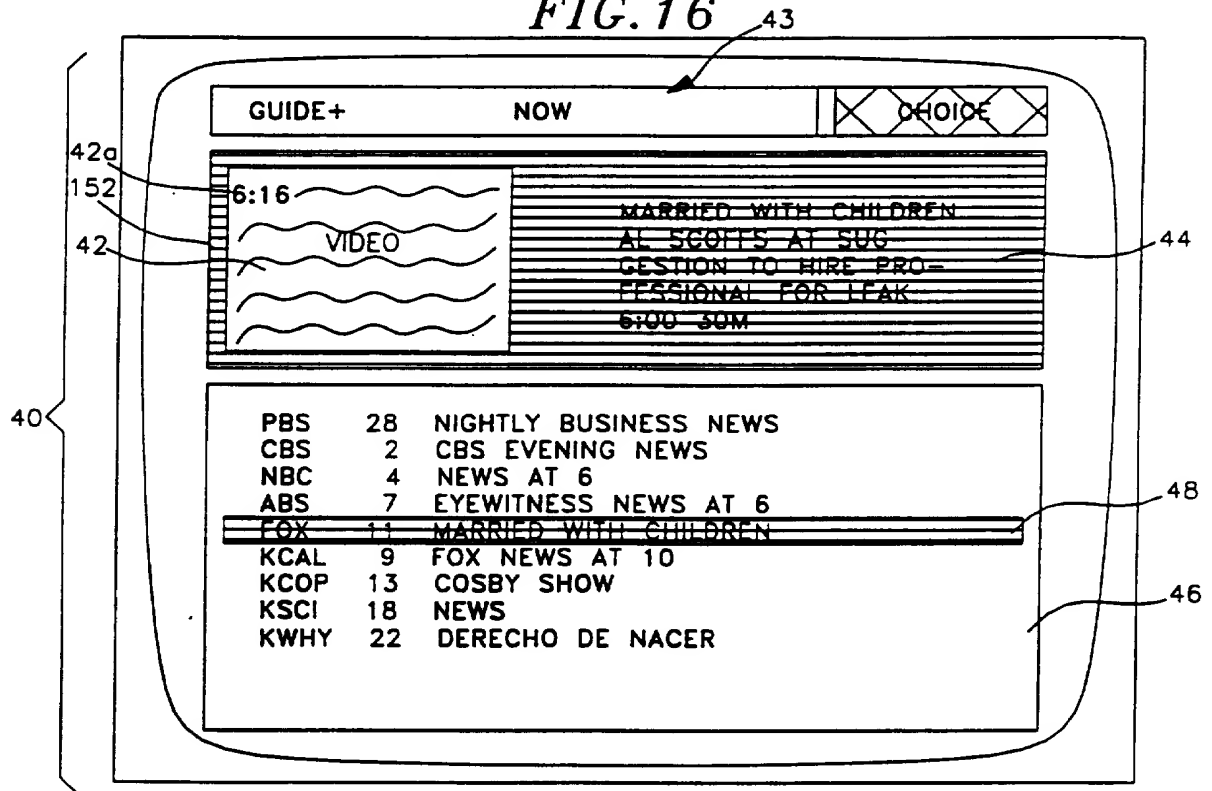 FIG. 16
43
GUIDE+ NOW CHOICE
42a
152
42
6:16
VIDEO
MARRIED WITH CHILDREN
AL SCOFFS AT SUG
GESTION TO HIRE PRO-
FESSIONAL FOR LEAK
6:00 30M
44
40
PBS 28 NIGHTLY BUSINESS NEWS
CBS 2 CBS EVENING NEWS
NBC 4 NEWS AT 6
ABS 7 EYEWITNESS NEWS AT 6
FOX 11 MARRIED WITH CHILDREN
KCAL 9 FOX NEWS AT 10
KCOP 13 COSBY SHOW
KSCI 18 NEWS
KWHY 22 DERECHO DE NACER
48
46